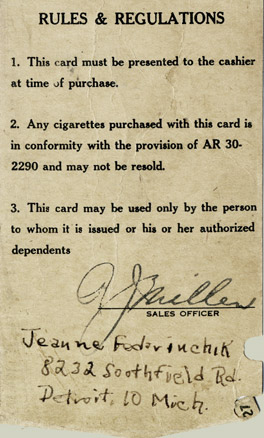 RULES & REGULATIONS
1. This card must be presented to the cashier
at time of purchase.
2. Any cigarettes purchased with this card is
in conformity with the provision of AR 30-
2290 and may not be resold.
3. This card may be used only by the person
to whom it is issued or his or her authorized
dependents
J Miller
SALES OFFICER
Jeanne Fedorinchik
8232 Southfield Rd.
Detroit 10 Mich.
12